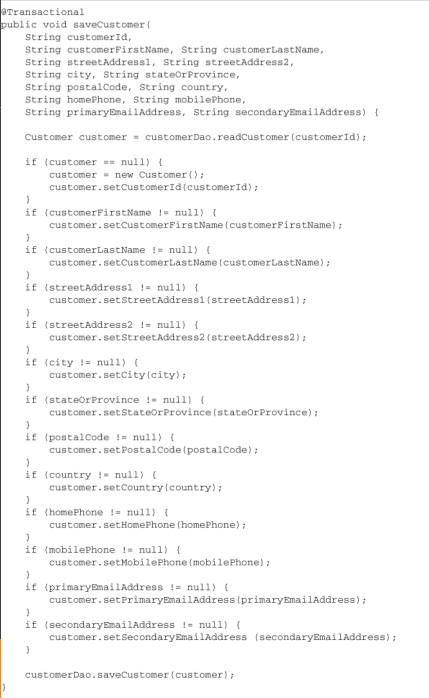 @Transactional
public void saveCustomer(
String customerId,
String customerFirstName, String customerLastName,
String streetAddress1, String streetAddress2,
String city, String stateOrProvince,
String postalCode, String country,
String homePhone, String mobilePhone,
String primaryEmailAddress, String secondaryEmailAddress) {
Customer customer = customerDao.readCustomer(customerId);
if (customer == null) {
customer = new Customer();
customer.setCustomerId(customerId);
}
if (customerFirstName != null) {
customer.setCustomerFirstName(customerFirstName);
}
if (customerLastName != null) {
customer.setCustomerLastName(customerLastName);
}
if (streetAddress1 != null) {
customer.setStreetAddress1(streetAddress1);
}
if (streetAddress2 != null) {
customer.setStreetAddress2(streetAddress2);
}
if (city != null) {
customer.setCity(city);
}
if (stateOrProvince != null) {
customer.setStateOrProvince(stateOrProvince);
}
if (postalCode != null) {
customer.setPostalCode(postalCode);
}
if (country != null) {
customer.setCountry(country);
}
if (homePhone != null) {
customer.setHomePhone(homePhone);
}
if (mobilePhone != null) {
customer.setMobilePhone(mobilePhone);
}
if (primaryEmailAddress != null) {
customer.setPrimaryEmailAddress(primaryEmailAddress);
}
if (secondaryEmailAddress != null) {
customer.setSecondaryEmailAddress (secondaryEmailAddress);
}
customerDao.saveCustomer(customer);
}